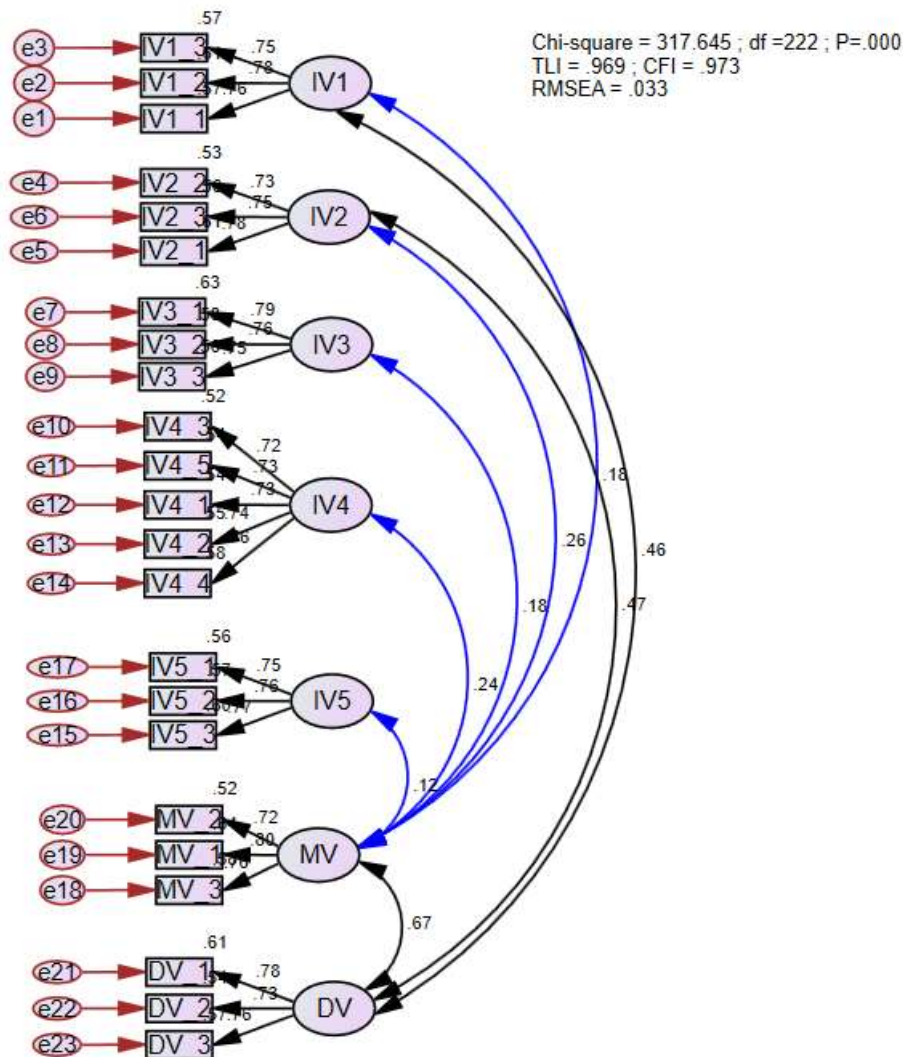 .57
Chi-square = 317.645 ; df =222 ; P=.000
TLI = .969 ; CFI = .973
RMSEA = .033
e3 IV1_3 .75
e2 IV1_2 .78 IV1
e1 IV1_1 .76
.53
e4 IV2_2 .73
e6 IV2_3 .75 IV2
e5 IV2_1 .78
.63
e7 IV3_1 .79
e8 IV3_2 .76 IV3
e9 IV3_3 .75
.52
e10 IV4_3 .72
e11 IV4_5 .73
e12 IV4_1 .73 IV4
e13 IV4_2 .74
e14 IV4_4
.18
.26
.46
.18
.47
.24
.56
e17 IV5_1 .75
e16 IV5_2 .76 IV5
e15 IV5_3 .77
.12
.52
e20 MV_2 .72
e19 MV_1 .80 MV
e18 MV_3 .76
.67
.61
e21 DV_1 .78
e22 DV_2 .73 DV
e23 DV_3 .76